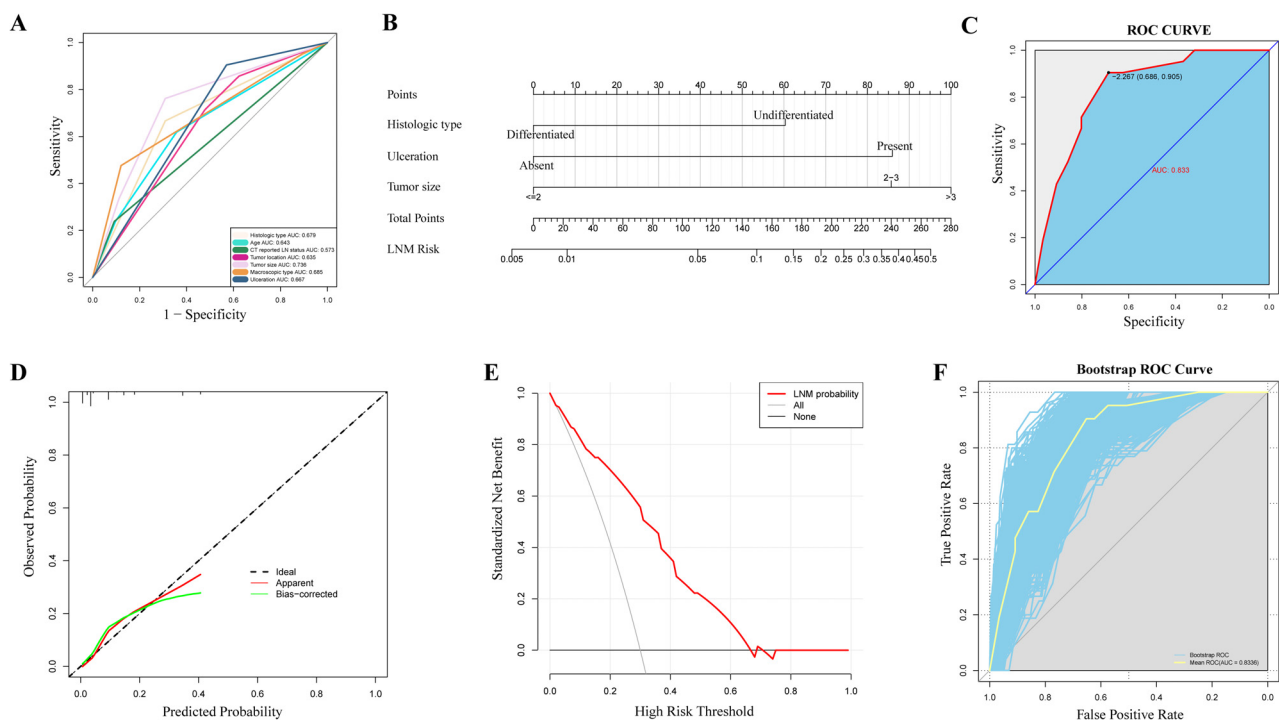 A
1.0
0.8
0.6
0.4
0.2
0.0
Sensitivity
0.0 0.2 0.4 0.6 0.8 1.0
1 − Specificity
Histologic type AUC: 0.679
Age AUC: 0.643
CT reported LN status AUC: 0.573
Tumor location AUC: 0.635
Tumor size AUC: 0.736
Macroscopic type AUC: 0.685
Ulceration AUC: 0.667
B
Points
0 10 20 30 40 50 60 70 80 90 100
Histologic type
Undifferentiated
Differentiated
Ulceration
Present
Absent
Tumor size
2−3
<=2 >3
Total Points
0 20 40 60 80 100 120 140 160 180 200 220 240 260 280
LNM Risk
0.005 0.01 0.05 0.1 0.15 0.2 0.25 0.3 0.35 0.4 0.45 0.5
C
ROC CURVE
1.0
0.8
0.6
0.4
0.2
0.0
Sensitivity
−2.267 (0.686, 0.905)
AUC: 0.833
1.0 0.8 0.6 0.4 0.2 0.0
Specificity
D
1.0
0.8
0.6
0.4
0.2
0.0
Observed Probability
Ideal
Apparent
Bias−corrected
0.0 0.2 0.4 0.6 0.8 1.0
Predicted Probability
E
1.0
0.8
0.6
0.4
0.2
0.0
Standardized Net Benefit
LNM probability
All
None
0.0 0.2 0.4 0.6 0.8 1.0
High Risk Threshold
F
Bootstrap ROC Curve
1.0
0.8
0.6
0.4
0.2
0.0
True Positive Rate
Bootstrap ROC
Mean ROC(AUC = 0.8336)
1.0 0.8 0.6 0.4 0.2 0.0
False Positive Rate